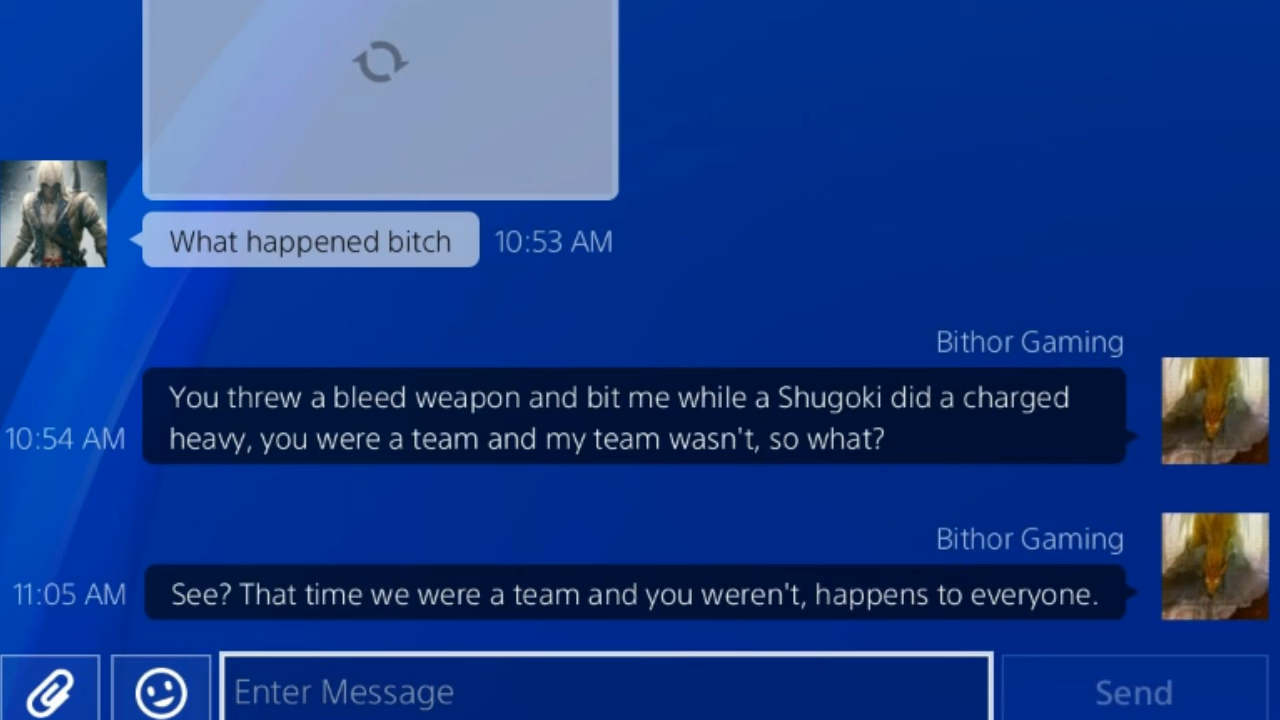 What happened bitch
10:53 AM
Bithor Gaming
You threw a bleed weapon and bit me while a Shugoki did a charged
heavy, you were a team and my team wasn't, so what?
10:54 AM
Bithor Gaming
See? That time we were a team and you weren't, happens to everyone.
11:05 AM
Enter Message
Send